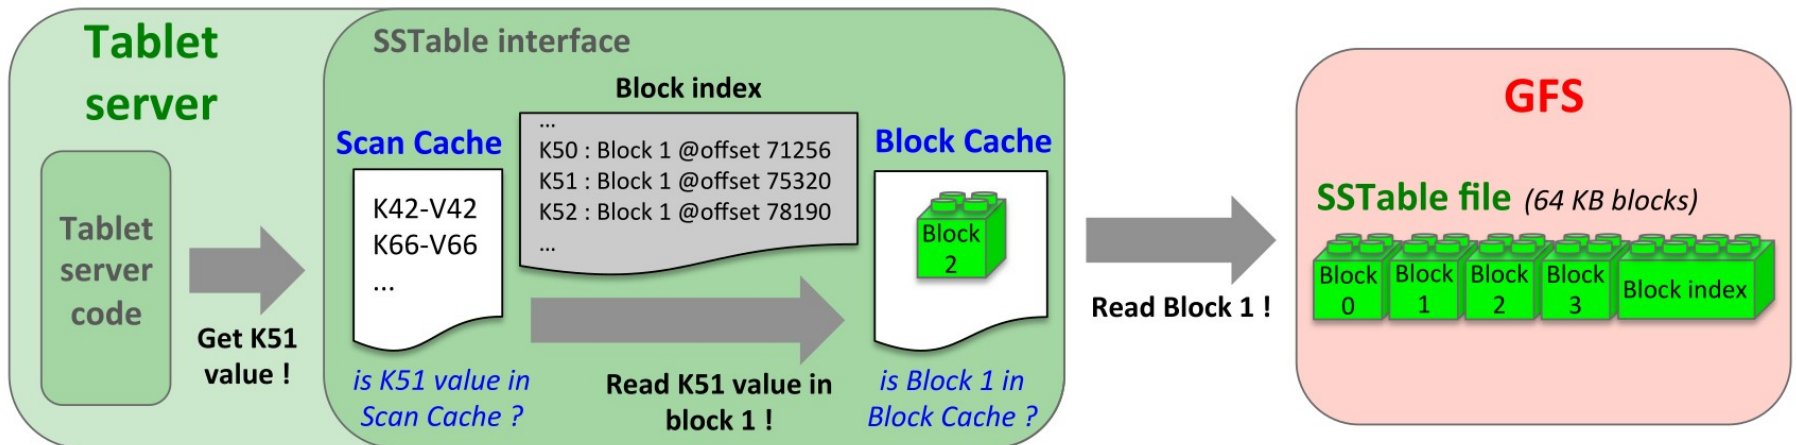 Tablet
server
Tablet
server
code
Get K51
value !
SSTable interface
Scan Cache
K42-V42
K66-V66
...
is K51 value in
Scan Cache ?
Block index
...
K50 : Block 1 @offset 71256
K51 : Block 1 @offset 75320
K52 : Block 1 @offset 78190
...
Read K51 value in
block 1 !
Block Cache
Block
2
is Block 1 in
Block Cache ?
Read Block 1 !
GFS
SSTable file (64 KB blocks)
Block
0
Block
1
Block
2
Block
3
Block index